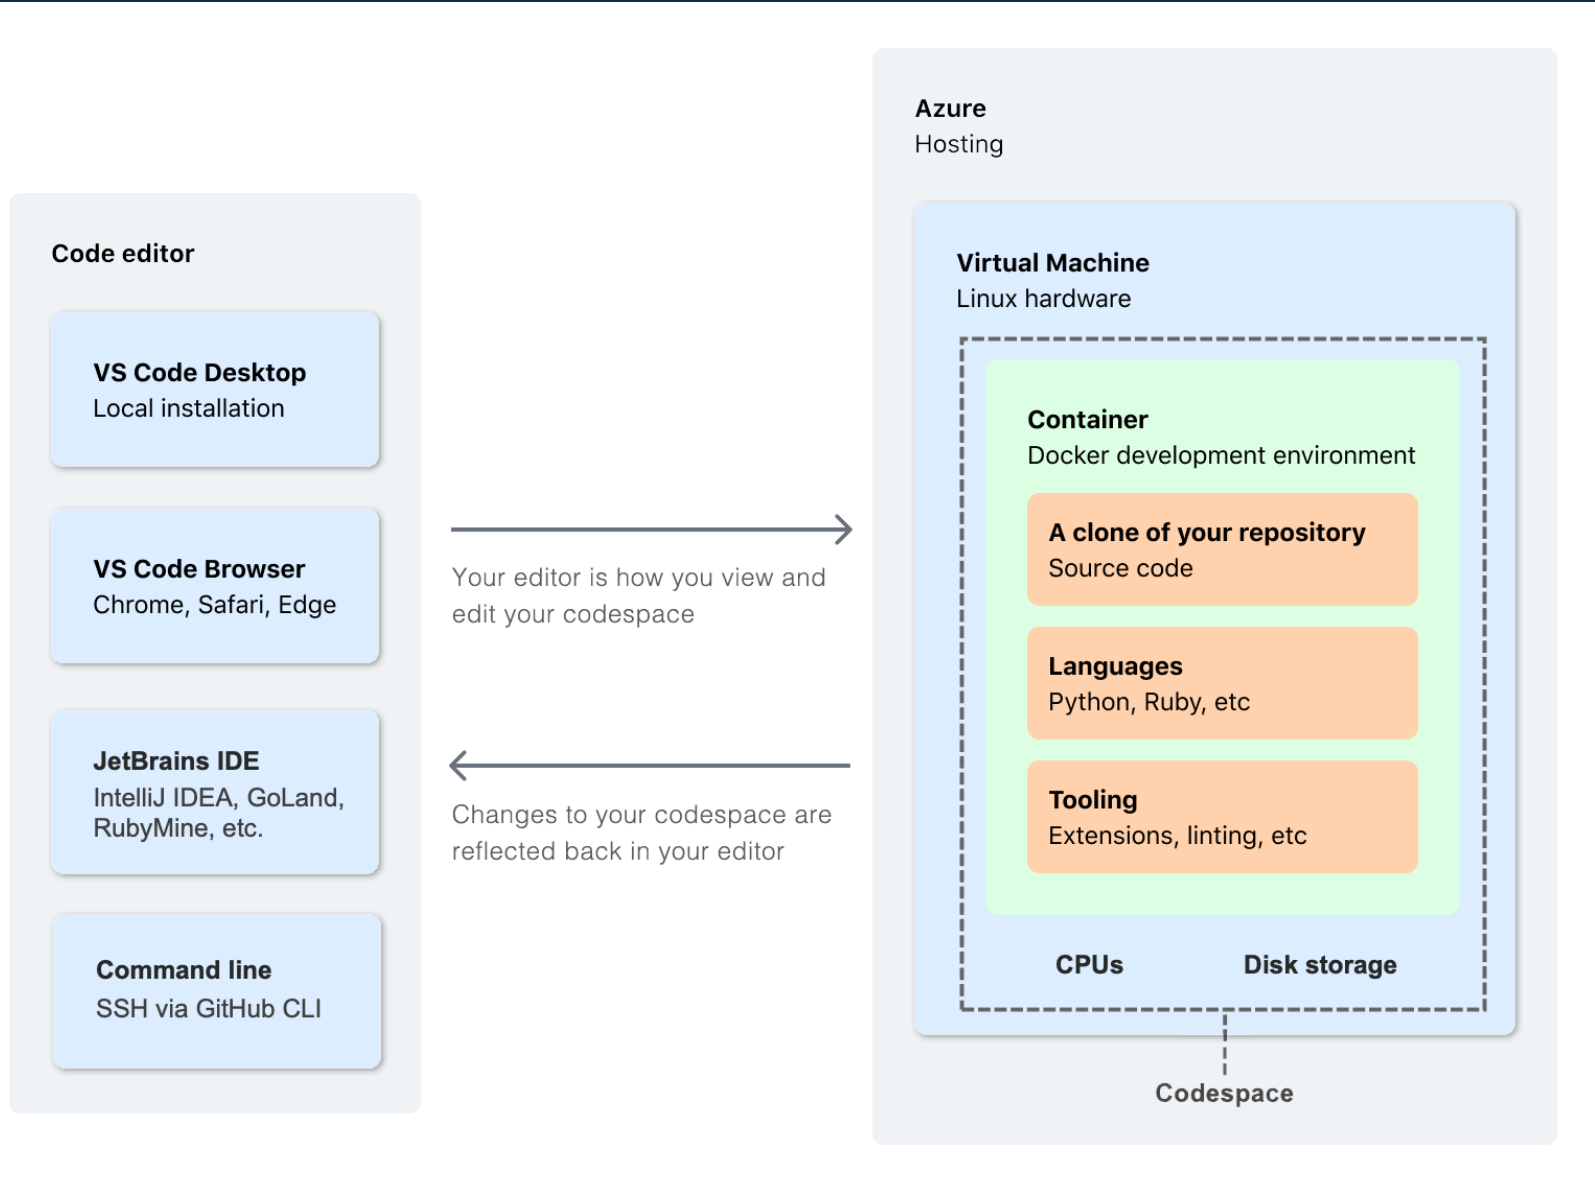 Code editor
VS Code Desktop
Local installation
VS Code Browser
Chrome, Safari, Edge
JetBrains IDE
IntelliJ IDEA, GoLand,
RubyMine, etc.
Command line
SSH via GitHub CLI
Your editor is how you view and
edit your codespace
Changes to your codespace are
reflected back in your editor
Azure
Hosting
Virtual Machine
Linux hardware
Container
Docker development environment
A clone of your repository
Source code
Languages
Python, Ruby, etc
Tooling
Extensions, linting, etc
CPUs
Disk storage
Codespace